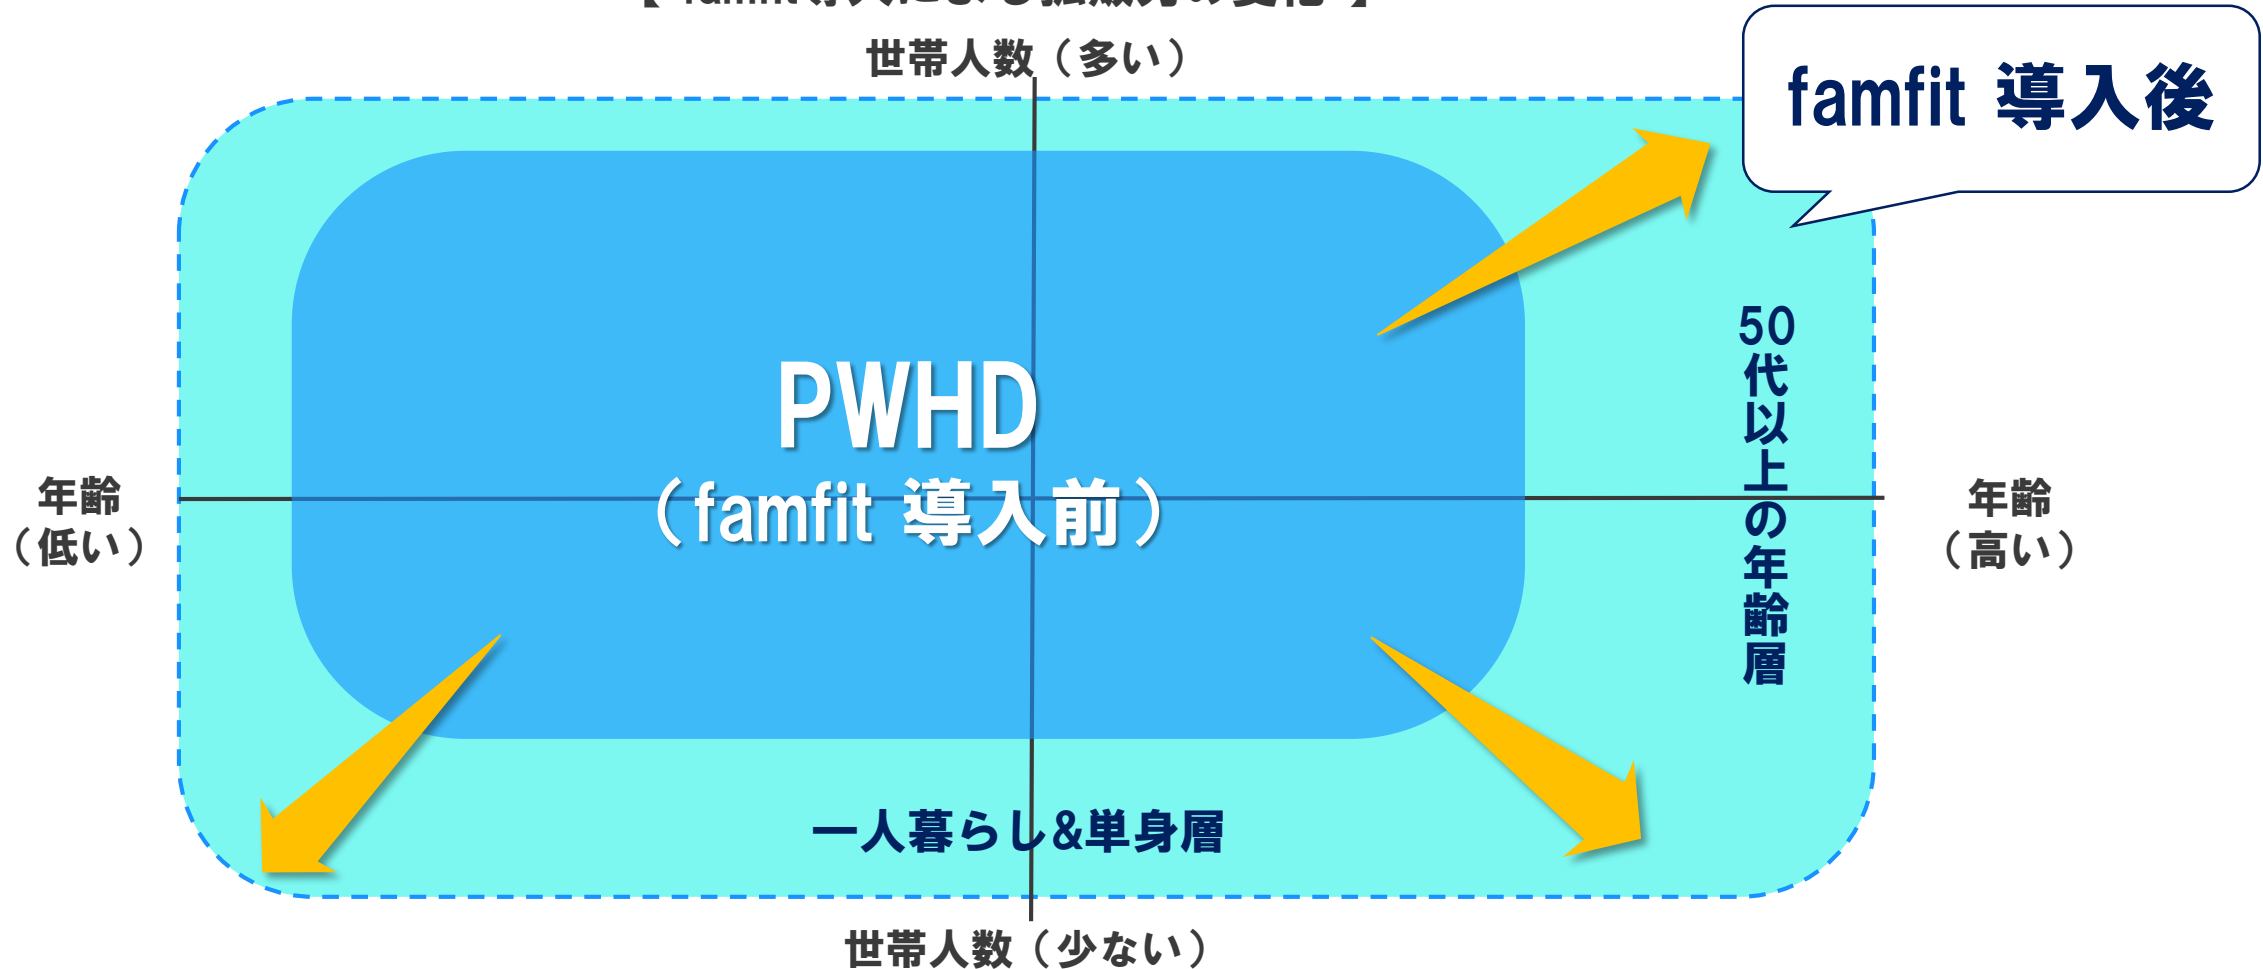 世帯人数（多い）
famfit 導入後
PWHD
（famfit 導入前）
年齢
（低い）
50代以上の年齢層
年齢
（高い）
一人暮らし&単身層
世帯人数（少ない）